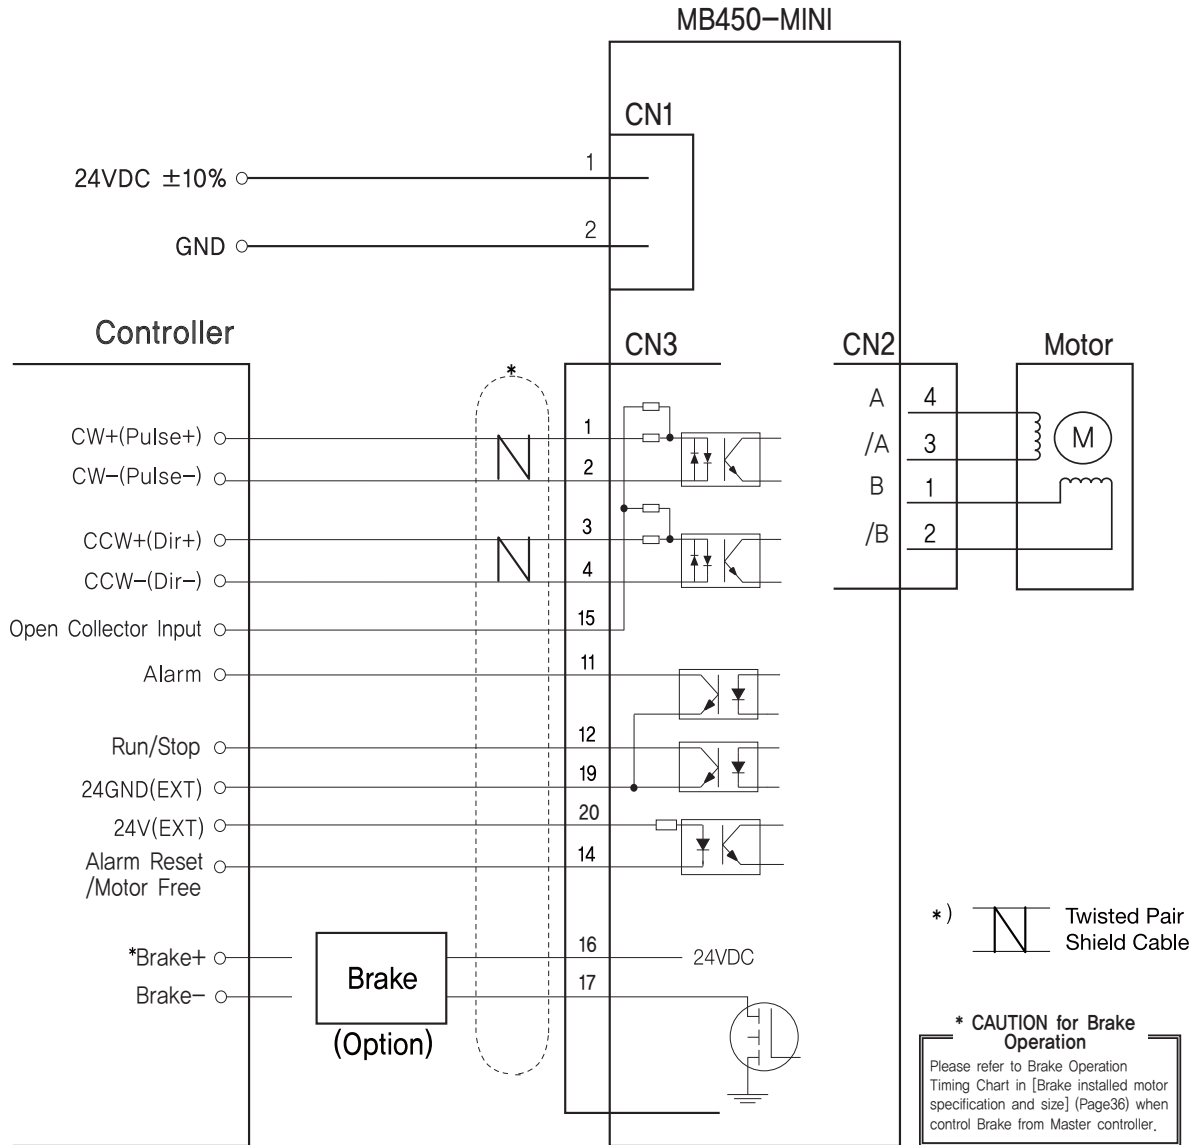 MB450-MINI
CN1
24VDC ±10%
1
GND
2
Controller
CN3
CN2
Motor
*
CW+(Pulse+)
1
CW-(Pulse-)
2
CCW+(Dir+)
3
CCW-(Dir-)
4
Open Collector Input
15
Alarm
11
Run/Stop
12
24GND(EXT)
19
24V(EXT)
20
Alarm Reset
/Motor Free
14
A
4
/A
3
B
1
/B
2
M
*Brake+
16
24VDC
Brake-
17
Brake
(Option)
*)
Twisted Pair
Shield Cable
* CAUTION for Brake
Operation
Please refer to Brake Operation
Timing Chart in [Brake installed motor
specification and size] (Page36) when
control Brake from Master controller.